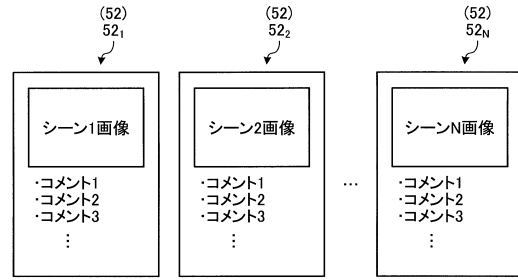 (52)
52₁
(52)
52₂
(52)
52N
シーン1画像
・コメント1
・コメント2
・コメント3
⋮
シーン2画像
・コメント1
・コメント2
・コメント3
⋮
…
シーンN画像
・コメント1
・コメント2
・コメント3
⋮